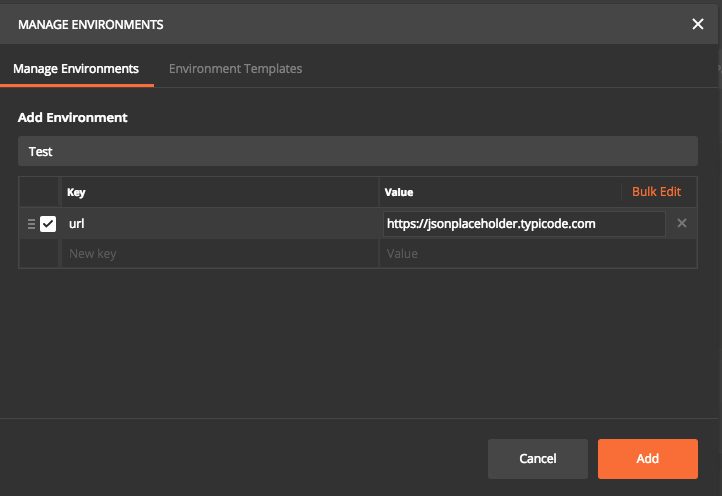 MANAGE ENVIRONMENTS
Manage Environments Environment Templates
Add Environment
Test
Key Value Bulk Edit
url https://jsonplaceholder.typicode.com
New key Value
Cancel Add